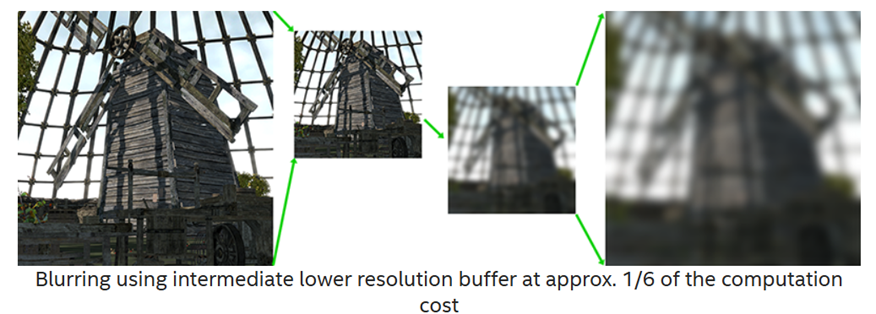 Blurring using intermediate lower resolution buffer at approx. 1/6 of the computation
cost